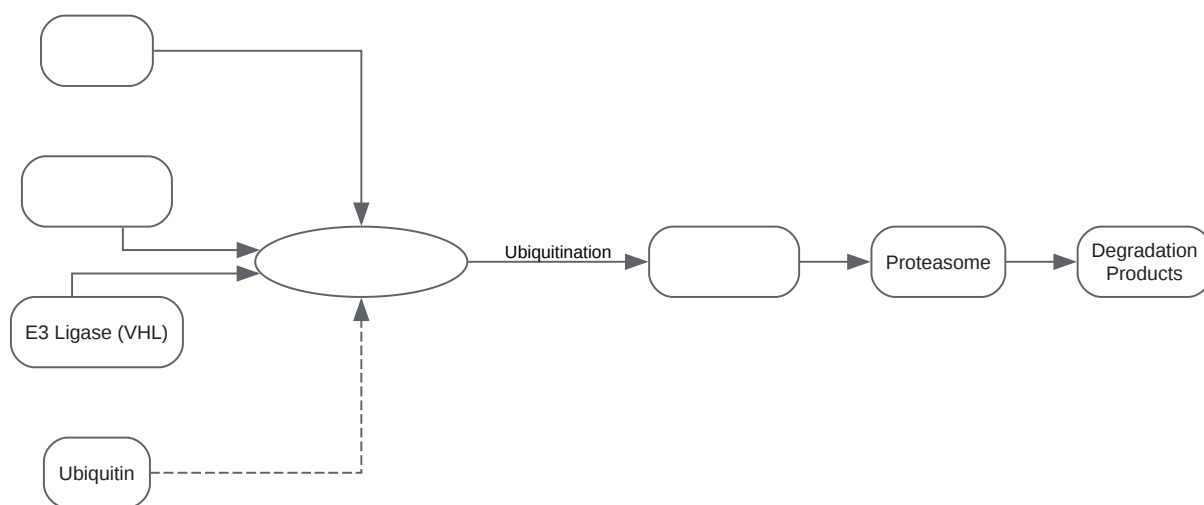 Ubiquitination
Proteasome
Degradation
Products
E3 Ligase (VHL)
Ubiquitin